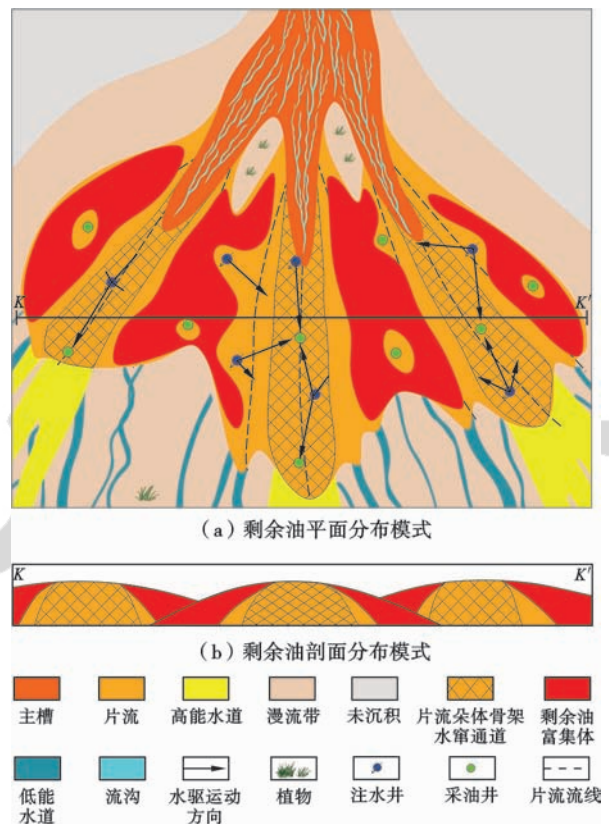 K K'
(a)剩余油平面分布模式
K K'
(b)剩余油剖面分布模式
主槽 片流 高能水道 漫流带 未沉积 片流朵体骨架 剩余油
水窜通道 富集体
低能 流沟 水驱运动 植物 注水井 采油井 片流流线
水道 方向